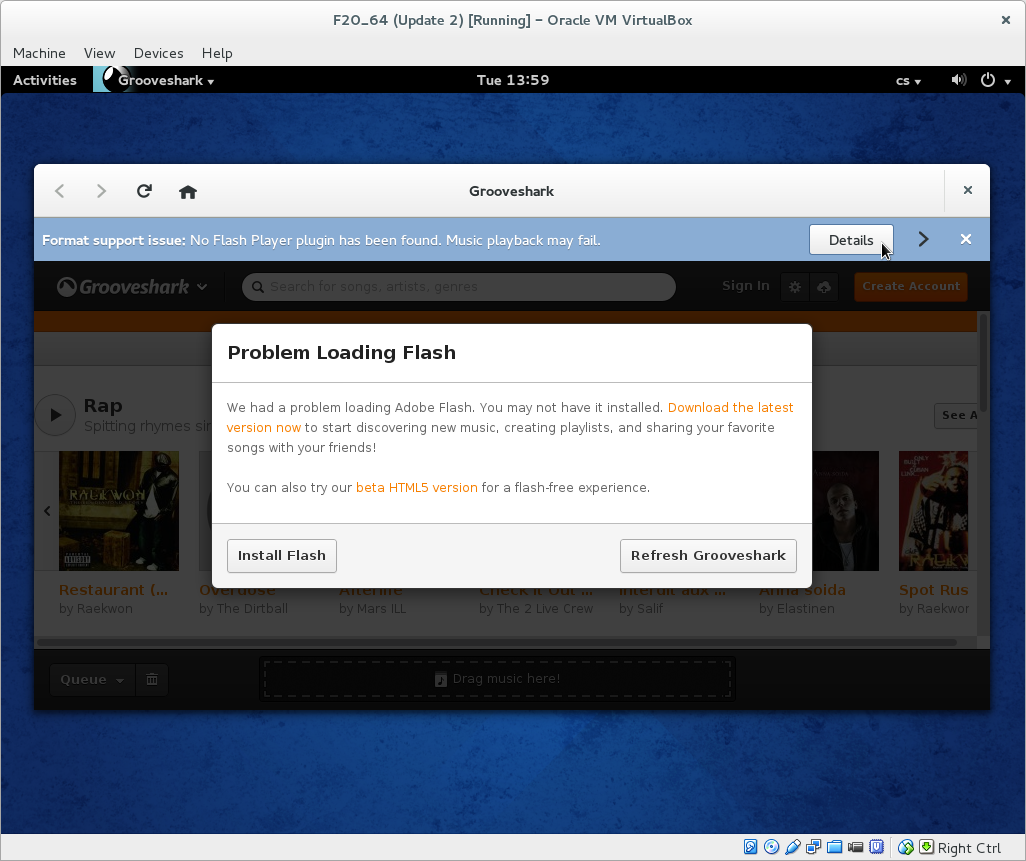 F20_64 (Update 2) [Running] – Oracle VM VirtualBox
Machine View Devices Help
Activities Grooveshark Tue 13:59 cs
Grooveshark
Format support issue: No Flash Player plugin has been found. Music playback may fail. Details
Grooveshark Search for songs, artists, genres Sign In Create Account
Problem Loading Flash
We had a problem loading Adobe Flash. You may not have it installed. Download the latest
version now to start discovering new music, creating playlists, and sharing your favorite
songs with your friends!
You can also try our beta HTML5 version for a flash-free experience.
Install Flash Refresh Grooveshark
Rap
Spitting rhymes sin
See A
RAEKWON
Restaurant (... Overdose Afterlife Check It Out ... Interdit aux ... Anna soida Spot Rus
by Raekwon by The Dirtball by Mars ILL by The 2 Live Crew by Salif by Elastinen by Raekwor
Queue Drag music here!
Right Ctrl